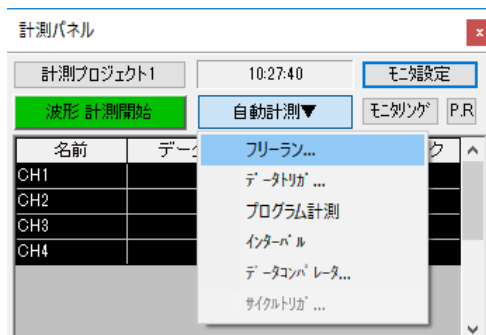 計測パネル
x
計測プロジェクト1 10:27:40 ﾓﾆﾀ設定
波形 計測開始 自動計測▼ ﾓﾆﾀﾘﾝｸﾞ P.R
名前 デー ク
CH1
CH2
CH3
CH4
フリーラン...
ﾃﾞｰﾀﾄﾘｶﾞ...
プログラム計測
ｲﾝﾀｰﾊﾞﾙ
ﾃﾞｰﾀｺﾝﾊﾟﾚｰﾀ...
ｻｲｸﾙﾄﾘｶﾞ...